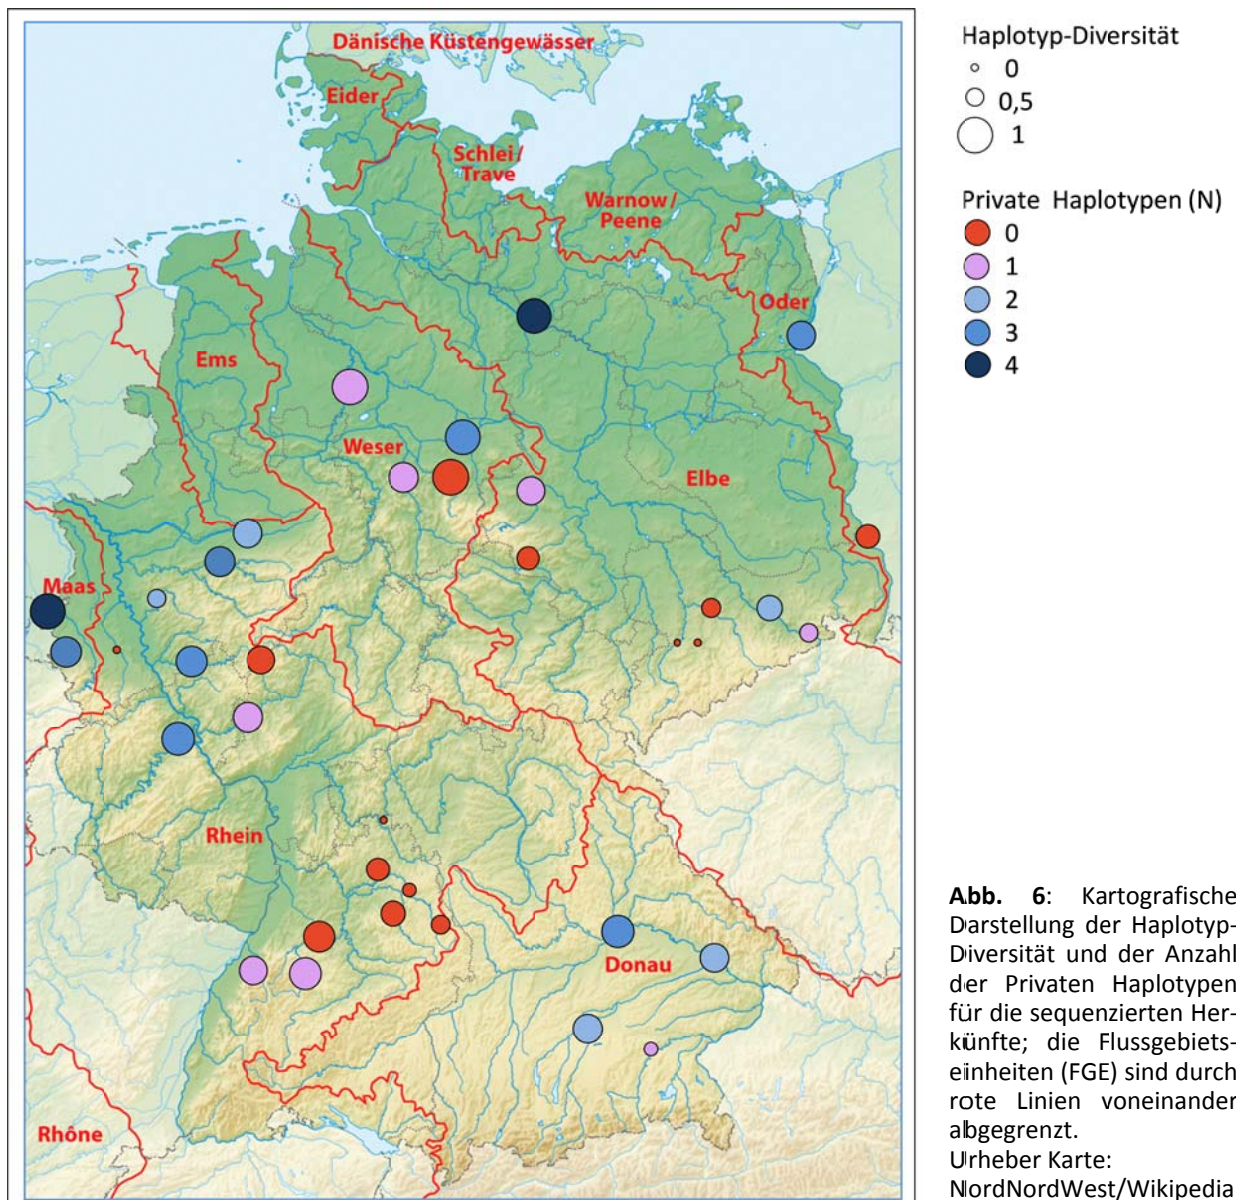 Dänische Küstengewässer
Eider
Schlei/
Trave
Warnow/
Peene
Oder
Ems
Weser
Elbe
Maas
Rhein
Donau
Rhône
Haplotyp-Diversität
0
0,5
1
Private Haplotypen (N)
0
1
2
3
4
Abb. 6: Kartografische
Darstellung der Haplotyp-
Diversität und der Anzahl
der Privaten Haplotypen
für die sequenzierten Her-
künfte; die Flussgebiets-
einheiten (FGE) sind durch
rote Linien voneinander
abgegrenzt.
Urheber Karte:
NordNordWest/Wikipedia